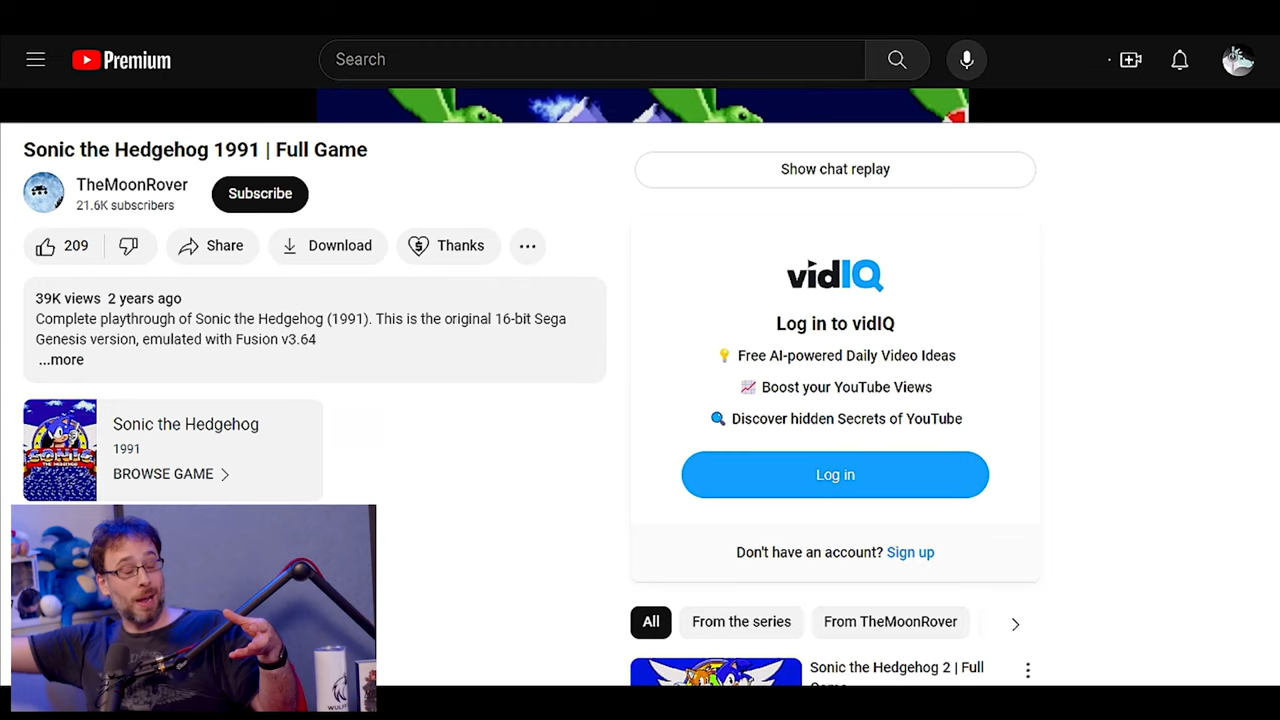 Premium
Search
Sonic the Hedgehog 1991 | Full Game
TheMoonRover
21.6K subscribers
Subscribe
209
Share
Download
Thanks
39K views 2 years ago
Complete playthrough of Sonic the Hedgehog (1991). This is the original 16-bit Sega
Genesis version, emulated with Fusion v3.64
...more
SONIC
Sonic the Hedgehog
1991
BROWSE GAME
Show chat replay
vidIQ
Log in to vidIQ
Free AI-powered Daily Video Ideas
Boost your YouTube Views
Discover hidden Secrets of YouTube
Log in
Don't have an account? Sign up
All
From the series
From TheMoonRover
Sonic the Hedgehog 2 | Full